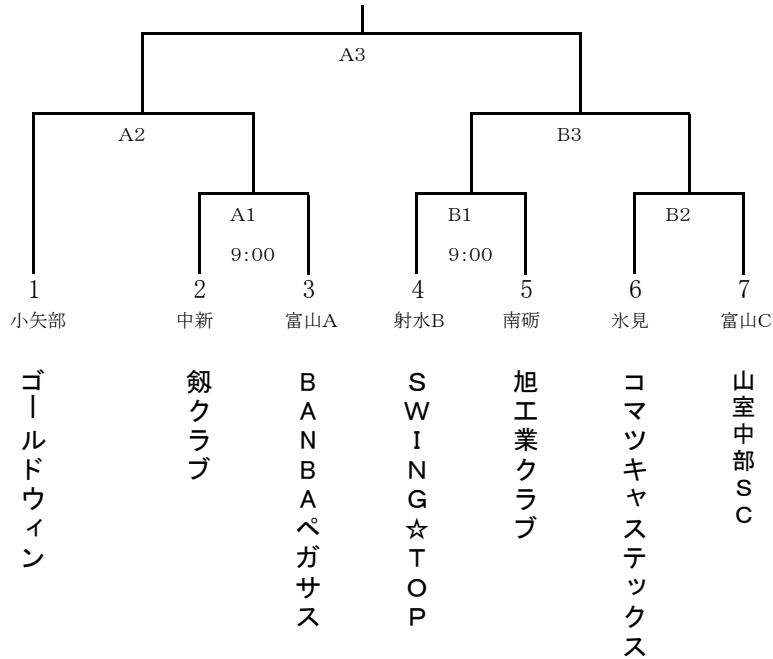 A3
A2
B3
A1
B1
B2
9:00
9:00
1
2
3
4
5
6
7
小矢部
中新
富山A
射水B
南砺
氷見
富山C
ゴールドウィン
剱クラブ
BANBAペガサス
SWING☆TOP
旭工業クラブ
コマツキャステックス
山室中部SC